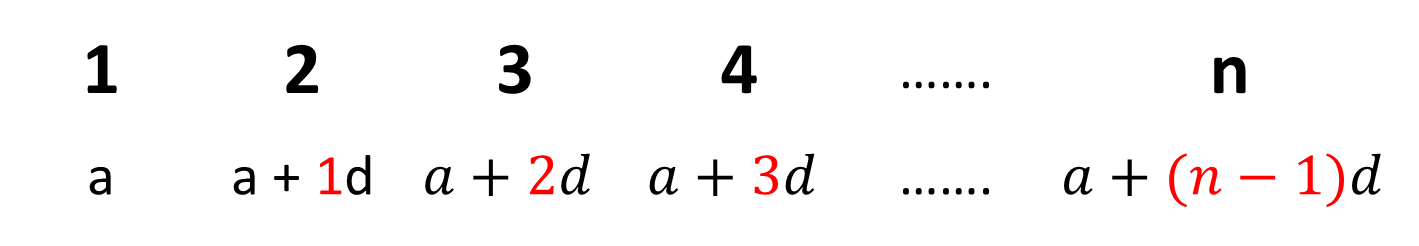 1 2 3 4 ....... n
a a + 1d a + 2d a + 3d ....... a + (n − 1)d